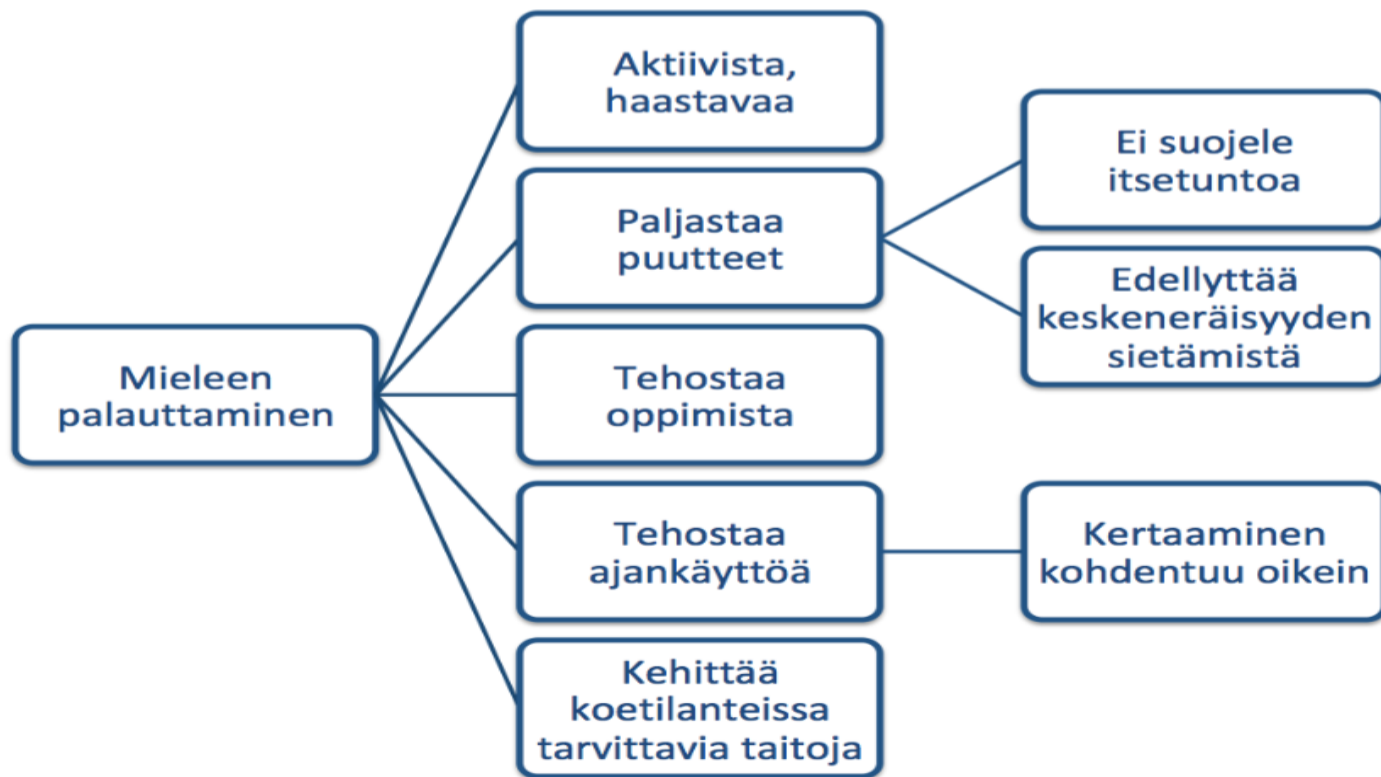 Mieleen
palauttaminen
Aktiivista,
haastavaa
Paljastaa
puutteet
Ei suojele
itsetuntoa
Edellyttää
keskeneräisyyden
sietämistä
Tehostaa
oppimista
Tehostaa
ajankäyttöä
Kertaaminen
kohdentuu oikein
Kehittää
koetilanteissa
tarvittavia taitoja